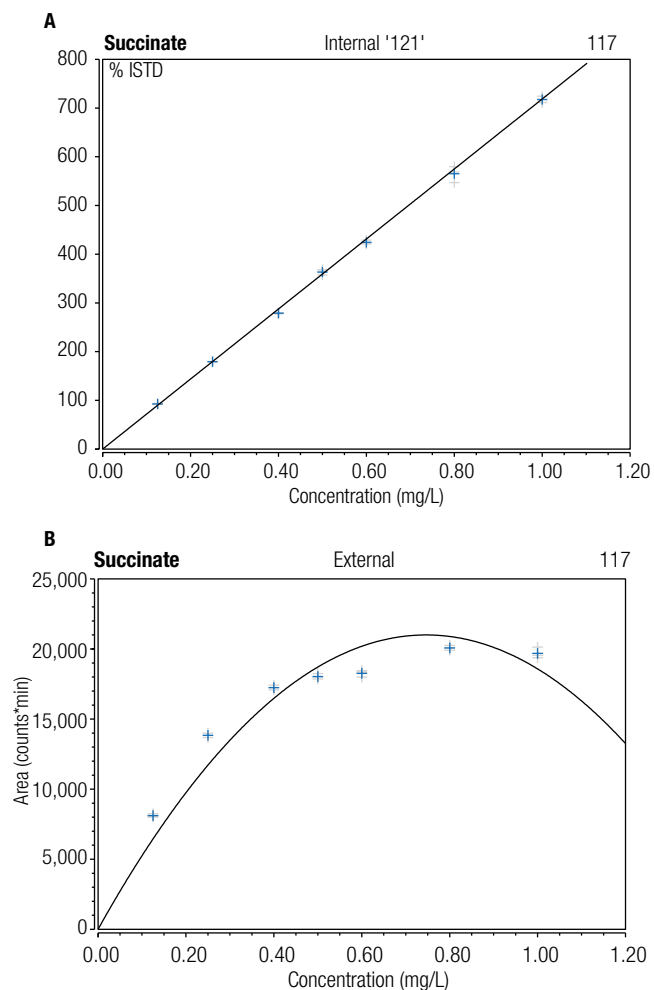 A
Succinate Internal '121' 117
% ISTD
800
700
600
500
400
300
200
100
0
0.00 0.20 0.40 0.60 0.80 1.00 1.20
Concentration (mg/L)
B
Succinate External 117
25,000
20,000
15,000
10,000
5,000
0
Area (counts*min)
0.00 0.20 0.40 0.60 0.80 1.00 1.20
Concentration (mg/L)